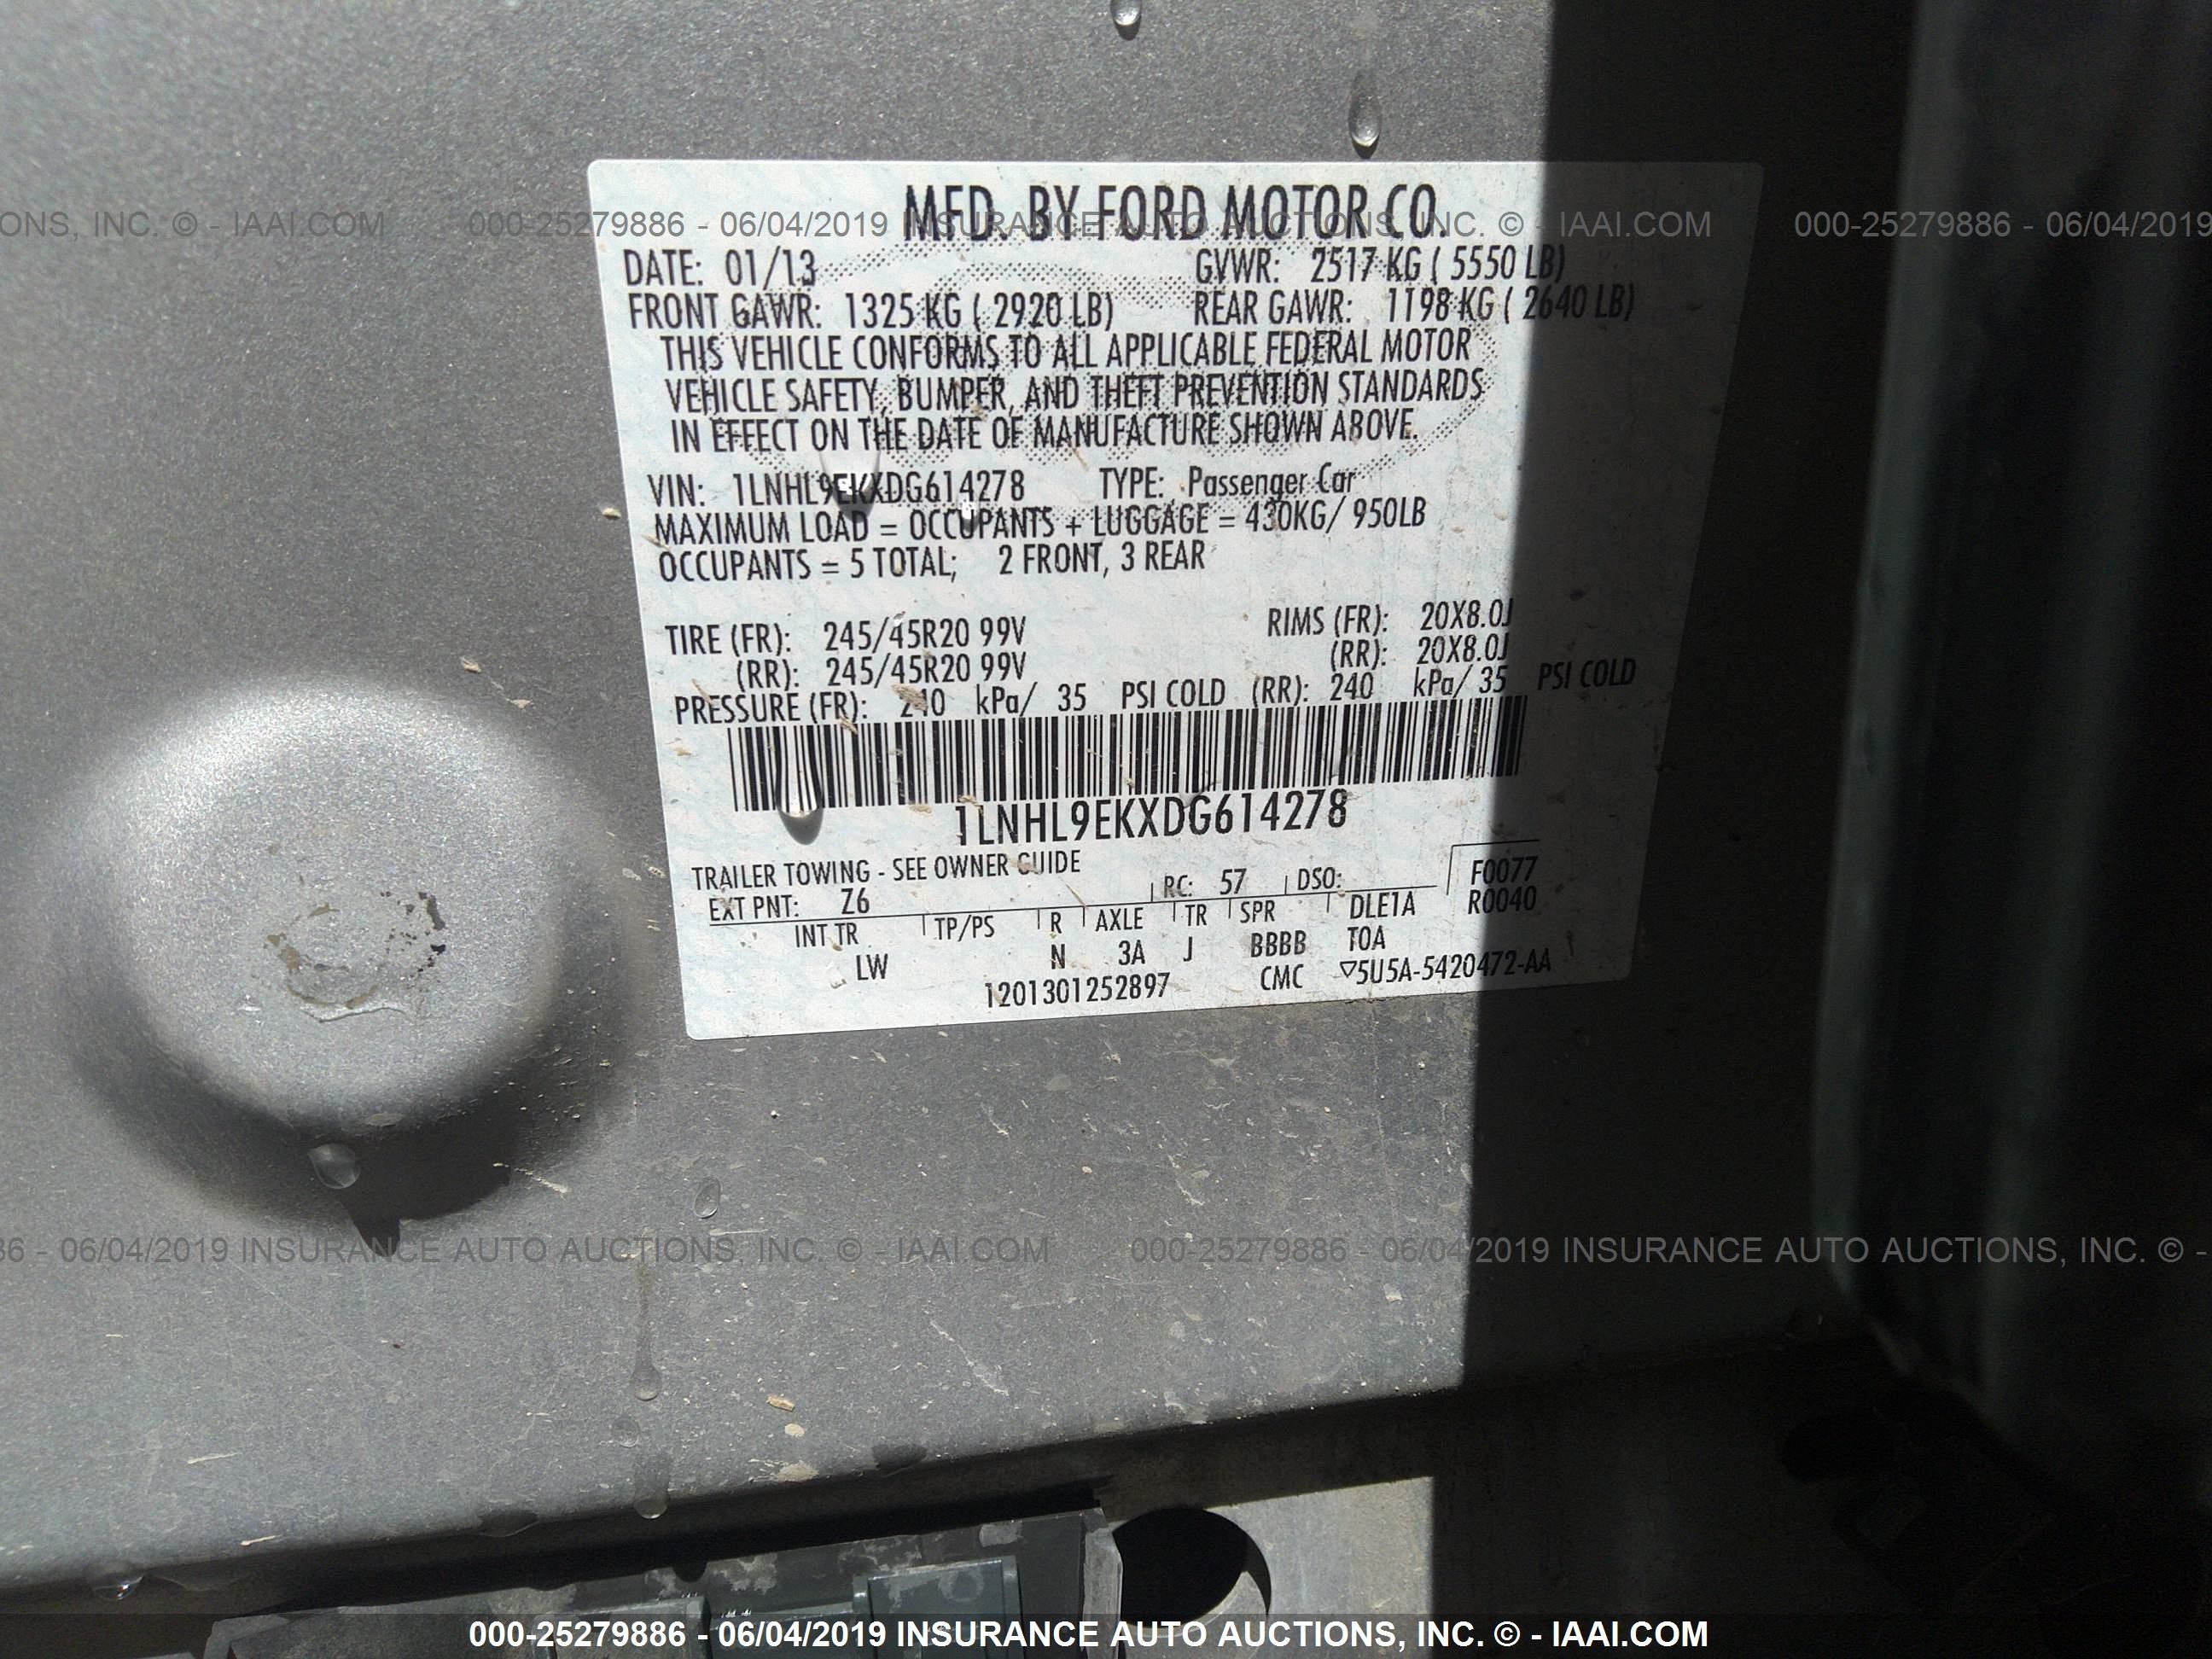 ONS, INC. © - IAAI.COM 000-25279886 - 06/04/2019 INSURANCE AUTO AUCTIONS, INC. © - IAAI.COM 000-25279886 - 06/04/2019
MFD. BY FORD MOTOR CO.
DATE: 01/13 GVWR: 2517 KG ( 5550 LB)
FRONT GAWR: 1325 KG ( 2920 LB) REAR GAWR: 1198 KG ( 2640 LB)
THIS VEHICLE CONFORMS TO ALL APPLICABLE FEDERAL MOTOR
VEHICLE SAFETY, BUMPER, AND THEFT PREVENTION STANDARDS
IN EFFECT ON THE DATE OF MANUFACTURE SHOWN ABOVE.
VIN: 1LNHL9EKXDG614278 TYPE: Passenger Car
MAXIMUM LOAD = OCCUPANTS + LUGGAGE = 430KG/ 950LB
OCCUPANTS = 5 TOTAL; 2 FRONT, 3 REAR
TIRE (FR): 245/45R20 99V RIMS (FR): 20X8.0J
(RR): 245/45R20 99V (RR): 20X8.0J
PRESSURE (FR): 240 kPa/ 35 PSI COLD (RR): 240 kPa/ 35 PSI COLD
1LNHL9EKXDG614278
TRAILER TOWING - SEE OWNER GUIDE
EXT PNT: Z6 RC: 57 DSO: F0077
INT TR TP/PS R AXLE TR SPR DLE1A R0040
LW N 3A J BBBB TOA
1201301252897 CMC ▽5U5A-5420472-AA
86 - 06/04/2019 INSURANCE AUTO AUCTIONS, INC. © - IAAI.COM 000-25279886 - 06/04/2019 INSURANCE AUTO AUCTIONS, INC. © -
000-25279886 - 06/04/2019 INSURANCE AUTO AUCTIONS, INC. © - IAAI.COM